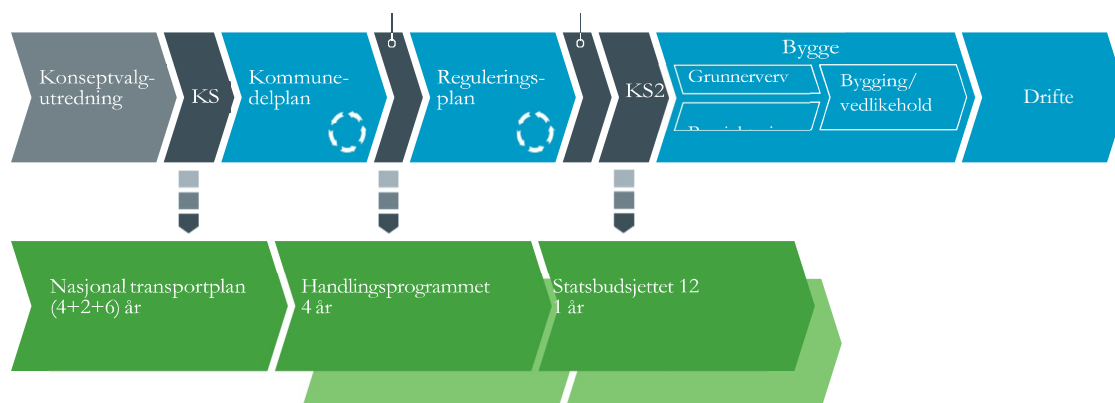 Konseptvalg-
utredning
KS
Kommune-
delplan
Regulerings-
plan
KS2
Bygge
Grunnerverv
Bygging/
vedlikehold
Drifte
Nasjonal transportplan
(4+2+6) år
Handlingsprogrammet
4 år
Statsbudsjettet 12
1 år